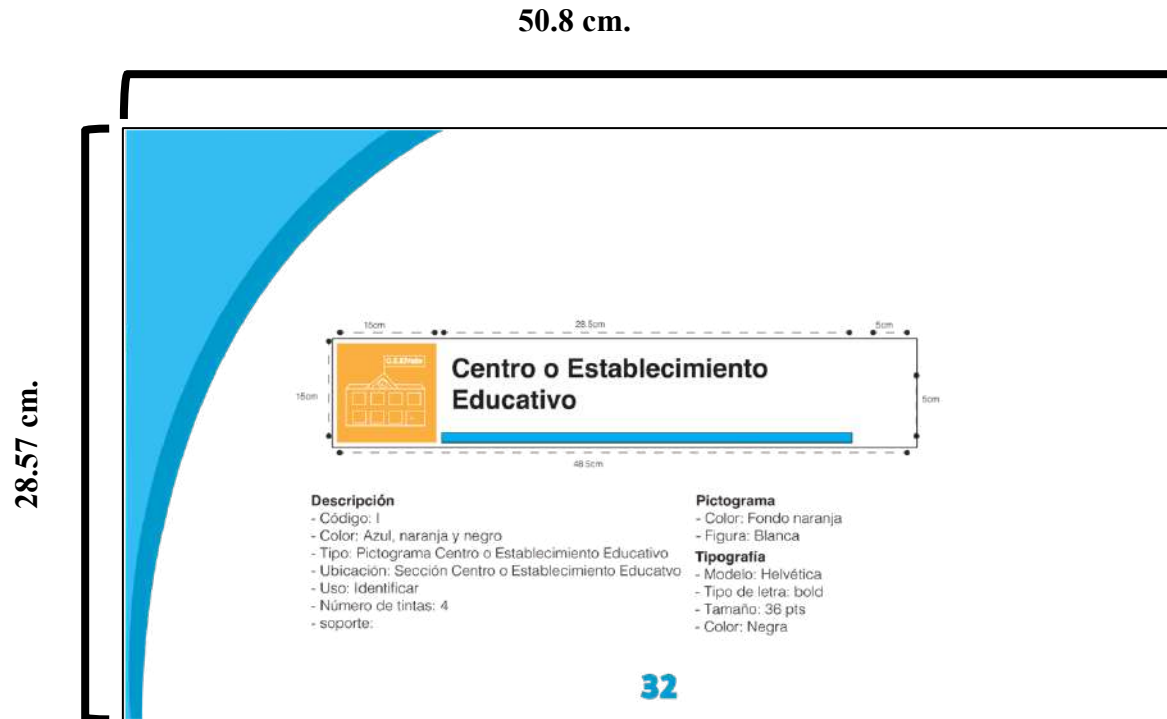 50.8 cm.
28.57 cm.
15cm
28.5cm
5cm
15cm
Centro o Establecimiento
Educativo
5cm
48.5cm
Descripción
- Código: I
- Color: Azul, naranja y negro
- Tipo: Pictograma Centro o Establecimiento Educativo
- Ubicación: Sección Centro o Establecimiento Educatvo
- Uso: Identificar
- Número de tintas: 4
- soporte:
Pictograma
- Color: Fondo naranja
- Figura: Blanca
Tipografía
- Modelo: Helvética
- Tipo de letra: bold
- Tamaño: 36 pts
- Color: Negra
32